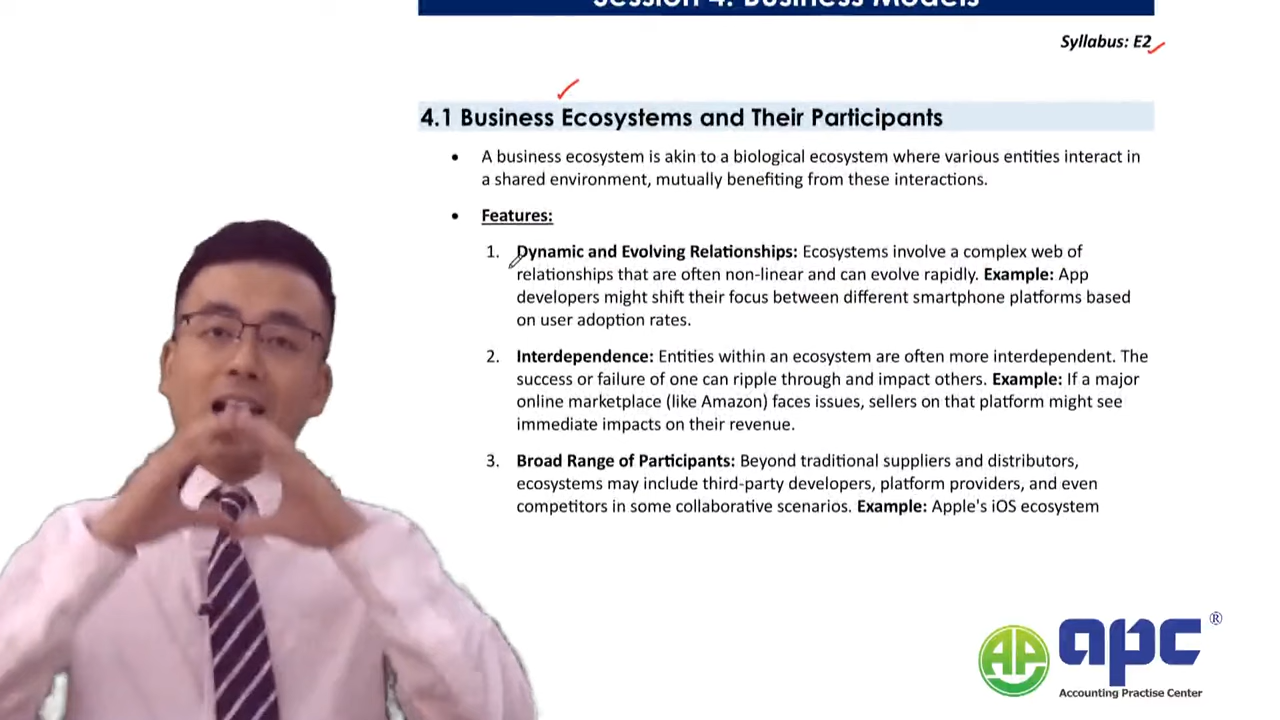 Session 4: Business Models
Syllabus: E2
4.1 Business Ecosystems and Their Participants
• A business ecosystem is akin to a biological ecosystem where various entities interact in
a shared environment, mutually benefiting from these interactions.
• Features:
1. Dynamic and Evolving Relationships: Ecosystems involve a complex web of
relationships that are often non-linear and can evolve rapidly. Example: App
developers might shift their focus between different smartphone platforms based
on user adoption rates.
2. Interdependence: Entities within an ecosystem are often more interdependent. The
success or failure of one can ripple through and impact others. Example: If a major
online marketplace (like Amazon) faces issues, sellers on that platform might see
immediate impacts on their revenue.
3. Broad Range of Participants: Beyond traditional suppliers and distributors,
ecosystems may include third-party developers, platform providers, and even
competitors in some collaborative scenarios. Example: Apple's iOS ecosystem
AP
apc®
Accounting Practise Center